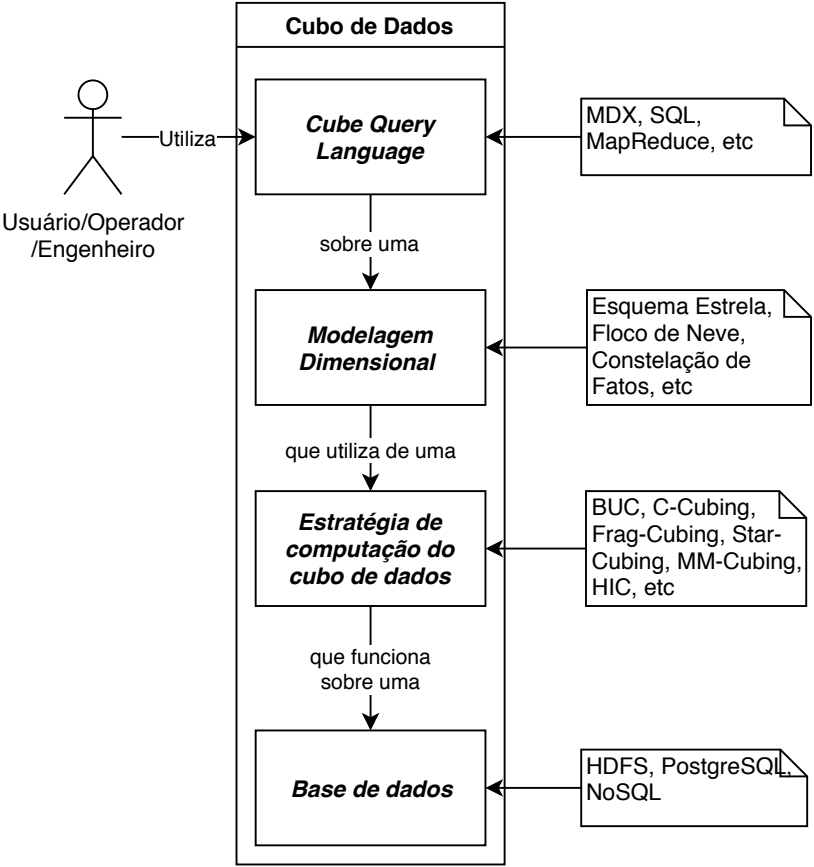 Cubo de Dados
Cube Query
Language
Utiliza
Usuário/Operador
/Engenheiro
MDX, SQL,
MapReduce, etc
sobre uma
Modelagem
Dimensional
Esquema Estrela,
Floco de Neve,
Constelação de
Fatos, etc
que utiliza de uma
Estratégia de
computação do
cubo de dados
BUC, C-Cubing,
Frag-Cubing, Star-
Cubing, MM-Cubing,
HIC, etc
que funciona
sobre uma
Base de dados
HDFS, PostgreSQL,
NoSQL